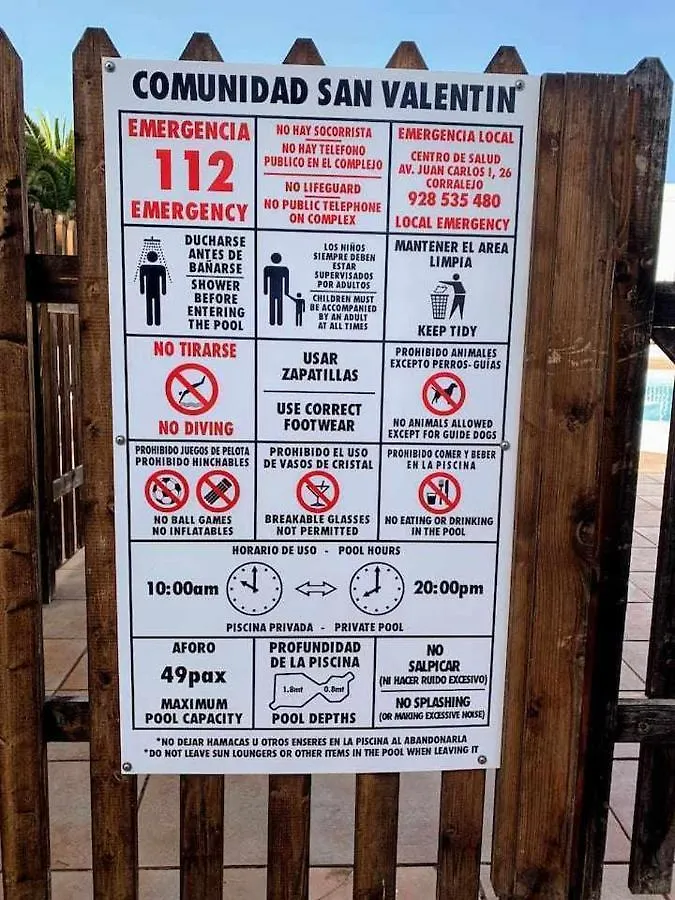 COMUNIDAD SAN VALENTIN
EMERGENCIA
112
EMERGENCY
NO HAY SOCORRISTA
NO HAY TELEFONO
PUBLICO EN EL COMPLEJO
NO LIFEGUARD
NO PUBLIC TELEPHONE
ON COMPLEX
EMERGENCIA LOCAL
CENTRO DE SALUD
AV. JUAN CARLOS I, 26
CORRALEJO
928 535 480
LOCAL EMERGENCY
DUCHARSE
ANTES DE
BAÑARSE
SHOWER
BEFORE
ENTERING
THE POOL
LOS NIÑOS
SIEMPRE DEBEN
ESTAR
SUPERVISADOS
POR ADULTOS
CHILDREN MUST
BE ACCOMPANIED
BY AN ADULT
AT ALL TIMES
MANTENER EL AREA
LIMPIA
KEEP TIDY
NO TIRARSE
NO DIVING
USAR
ZAPATILLAS
USE CORRECT
FOOTWEAR
PROHIBIDO ANIMALES
EXCEPTO PERROS-GUÍAS
NO ANIMALS ALLOWED
EXCEPT FOR GUIDE DOGS
PROHIBIDO JUEGOS DE PELOTA
PROHIBIDO HINCHABLES
NO BALL GAMES
NO INFLATABLES
PROHIBIDO EL USO
DE VASOS DE CRISTAL
BREAKABLE GLASSES
NOT PERMITTED
PROHIBIDO COMER Y BEBER
EN LA PISCINA
NO EATING OR DRINKING
IN THE POOL
HORARIO DE USO - POOL HOURS
10:00am
20:00pm
PISCINA PRIVADA - PRIVATE POOL
AFORO
49pax
MAXIMUM
POOL CAPACITY
PROFUNDIDAD
DE LA PISCINA
1.8mt 0.8mt
POOL DEPTHS
NO
SALPICAR
(NI HACER RUIDO EXCESIVO)
NO SPLASHING
(OR MAKING EXCESSIVE NOISE)
*NO DEJAR HAMACAS U OTROS ENSERES EN LA PISCINA AL ABANDONARLA
*DO NOT LEAVE SUN LOUNGERS OR OTHER ITEMS IN THE POOL WHEN LEAVING IT